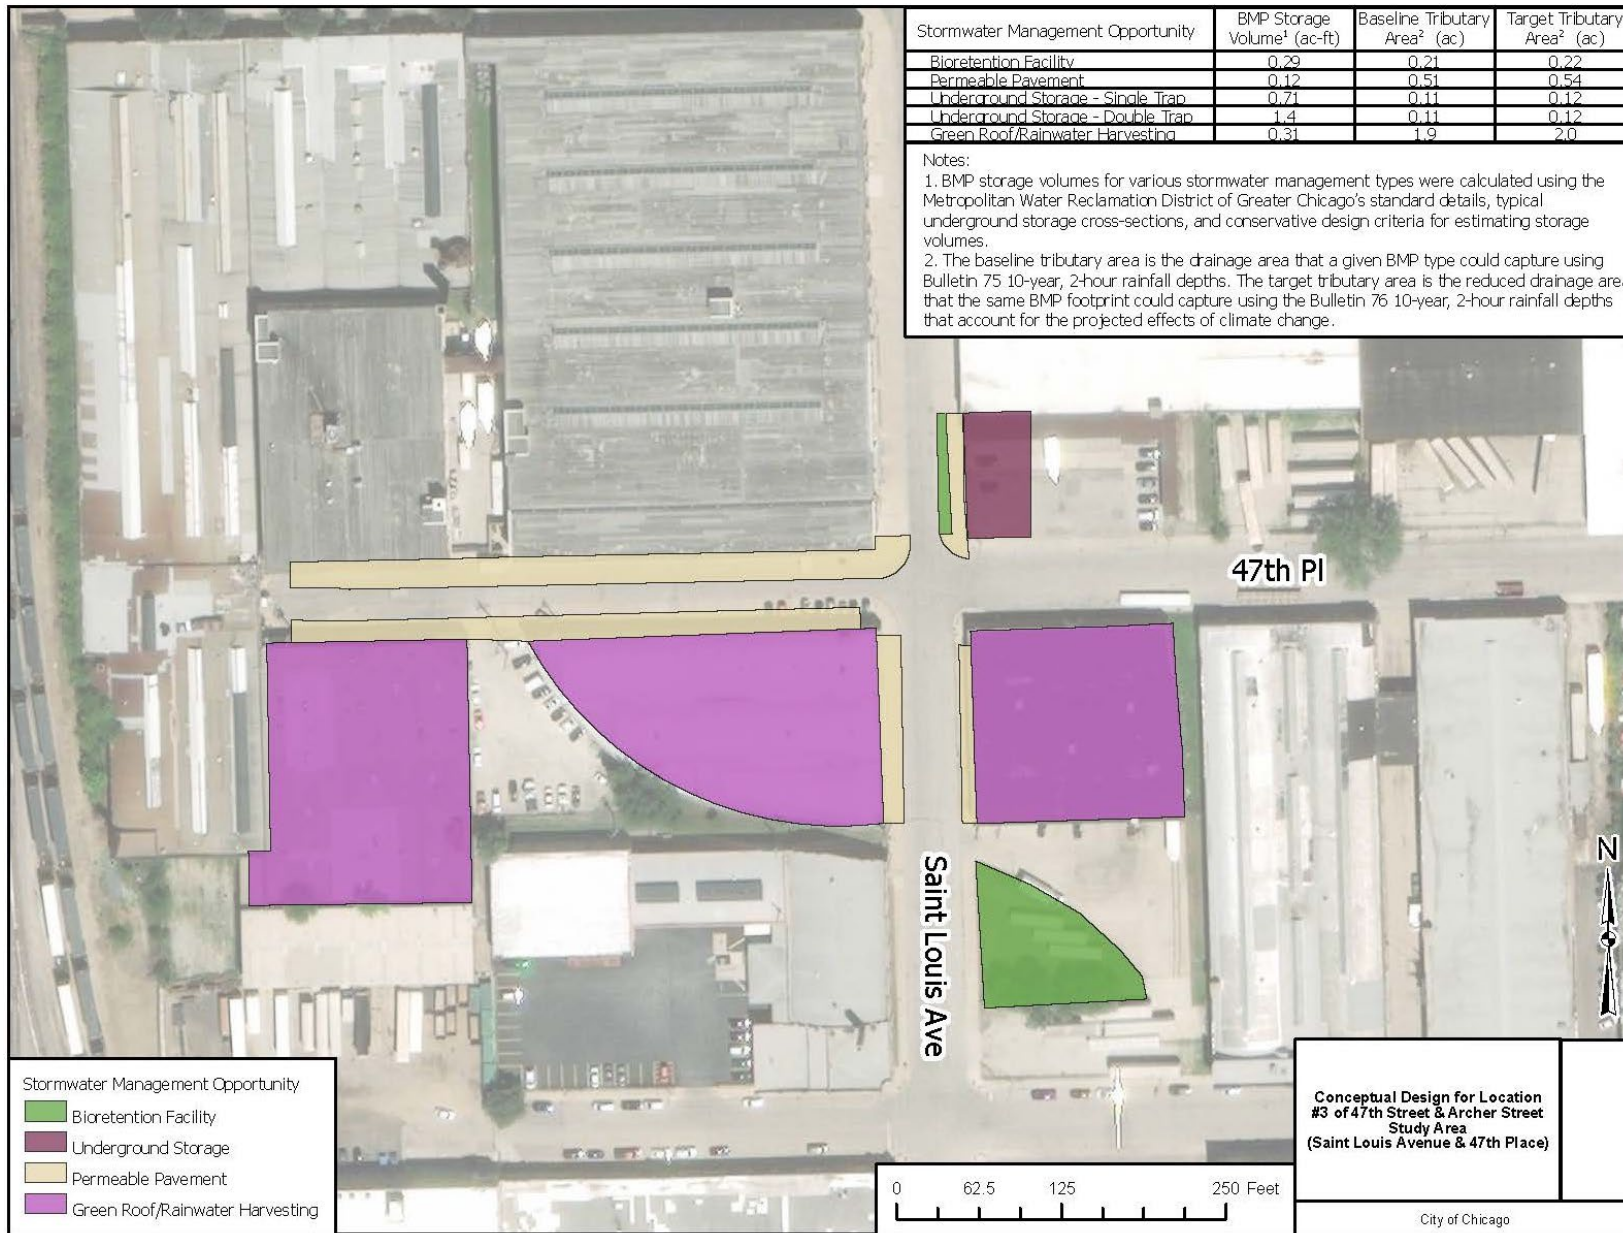 Stormwater Management Opportunity | BMP Storage Volume¹ (ac-ft) | Baseline Tributary Area² (ac) | Target Tributary Area² (ac)
Bioretention Facility | 0.29 | 0.21 | 0.22
Permeable Pavement | 0.12 | 0.51 | 0.54
Underground Storage - Single Trap | 0.71 | 0.11 | 0.12
Underground Storage - Double Trap | 1.4 | 0.11 | 0.12
Green Roof/Rainwater Harvesting | 0.31 | 1.9 | 2.0
Notes:
1. BMP storage volumes for various stormwater management types were calculated using the
Metropolitan Water Reclamation District of Greater Chicago's standard details, typical
underground storage cross-sections, and conservative design criteria for estimating storage
volumes.
2. The baseline tributary area is the drainage area that a given BMP type could capture using
Bulletin 75 10-year, 2-hour rainfall depths. The target tributary area is the reduced drainage are
that the same BMP footprint could capture using the Bulletin 76 10-year, 2-hour rainfall depths
that account for the projected effects of climate change.
47th Pl
Saint Louis Ave
N
Stormwater Management Opportunity
Bioretention Facility
Underground Storage
Permeable Pavement
Green Roof/Rainwater Harvesting
0 62.5 125 250 Feet
Conceptual Design for Location
#3 of 47th Street & Archer Street
Study Area
(Saint Louis Avenue & 47th Place)
City of Chicago